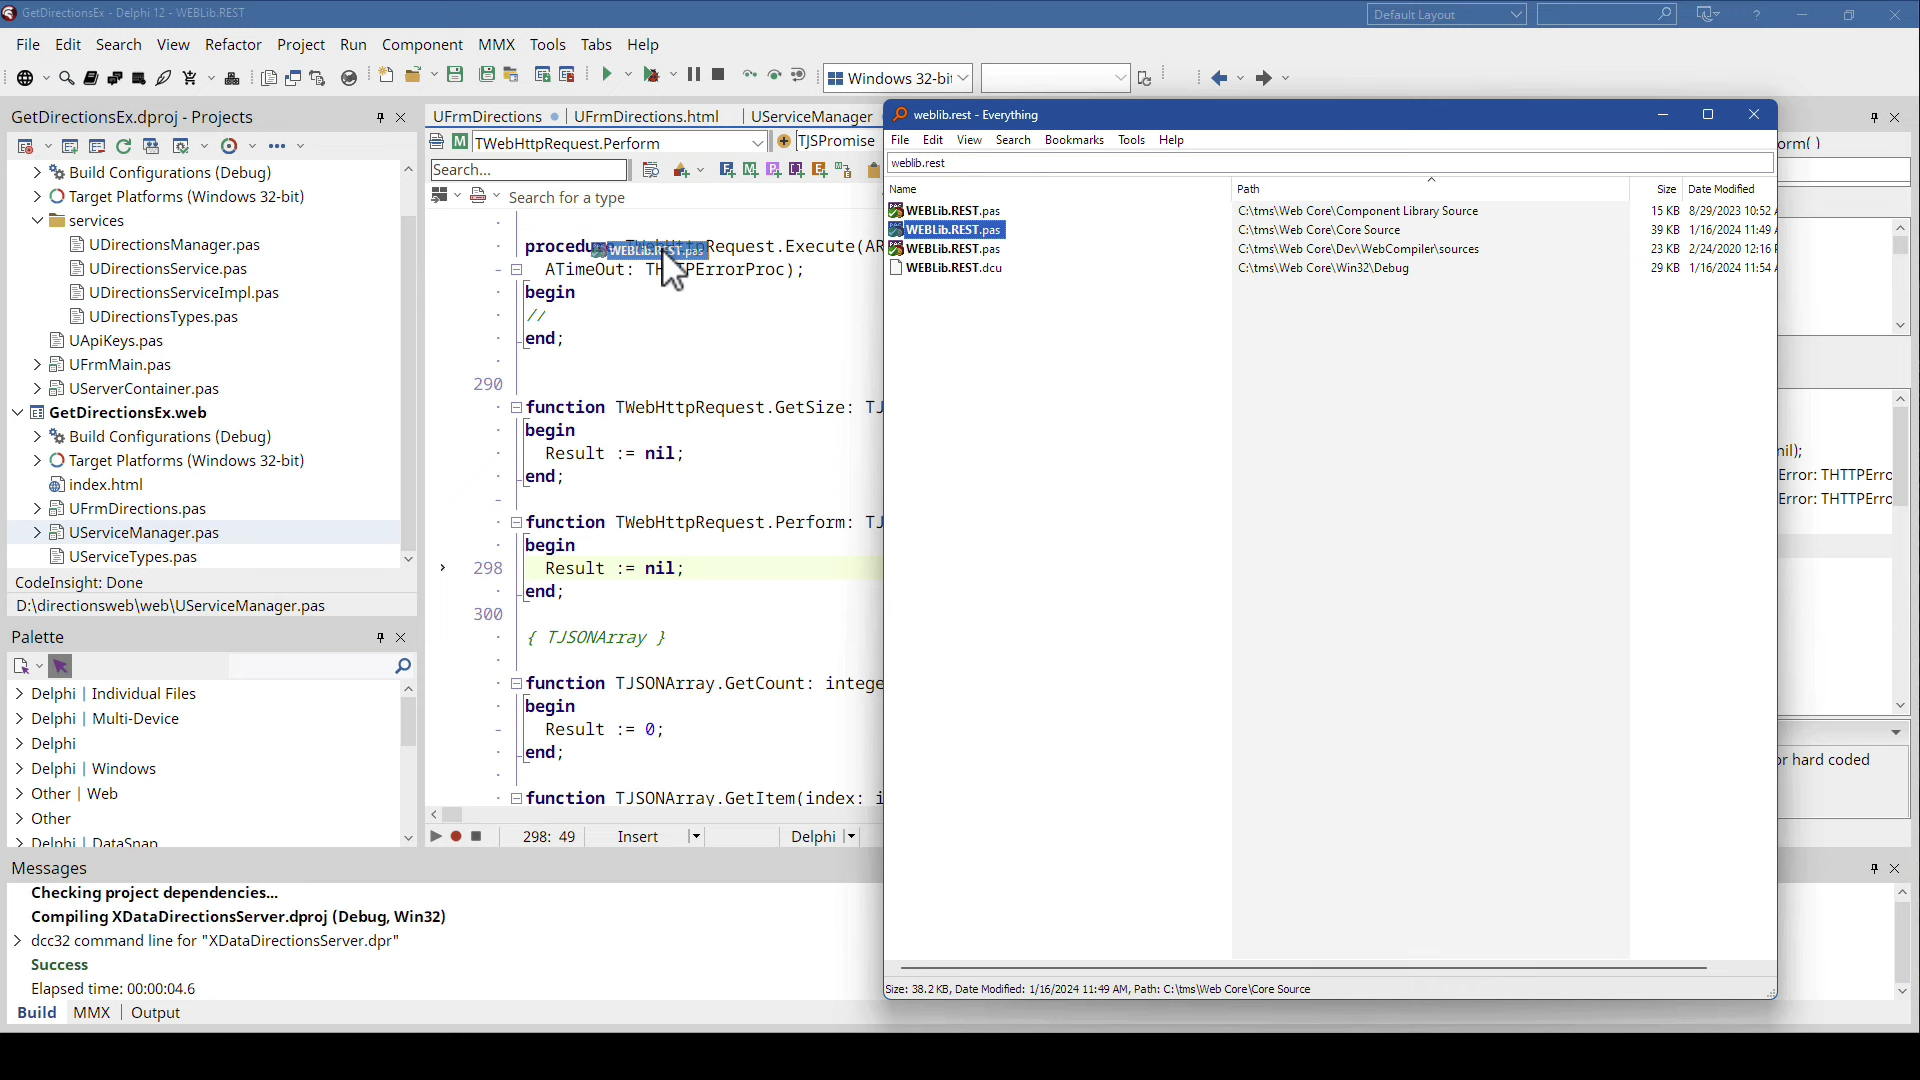 GetDirectionsEx - Delphi 12 - WEBLib.REST
Default Layout
File Edit Search View Refactor Project Run Component MMX Tools Tabs Help
Windows 32-bi
GetDirectionsEx.dproj - Projects
Build Configurations (Debug)
Target Platforms (Windows 32-bit)
services
UDirectionsManager.pas
UDirectionsService.pas
UDirectionsServiceImpl.pas
UDirectionsTypes.pas
UApiKeys.pas
UFrmMain.pas
UServerContainer.pas
GetDirectionsEx.web
Build Configurations (Debug)
Target Platforms (Windows 32-bit)
index.html
UFrmDirections.pas
UServiceManager.pas
UServiceTypes.pas
CodeInsight: Done
D:\directionsweb\web\UServiceManager.pas
Palette
Delphi | Individual Files
Delphi | Multi-Device
Delphi
Delphi | Windows
Other | Web
Other
Delphi | DataSnap
UFrmDirections UFrmDirections.html UServiceManager
TWebHttpRequest.Perform TJSPromise
Search...
Search for a type
procedure TWebHttpRequest.Execute(AR
WEBLib.REST.pas
ATimeOut: THTTPErrorProc);
begin
//
end;
290
function TWebHttpRequest.GetSize: TJ
begin
Result := nil;
end;
function TWebHttpRequest.Perform: TJ
begin
298 Result := nil;
end;
300
{ TJSONArray }
function TJSONArray.GetCount: intege
begin
Result := 0;
end;
function TJSONArray.GetItem(index: i
298: 49 Insert Delphi
weblib.rest - Everything
File Edit View Search Bookmarks Tools Help
weblib.rest
Name Path Size Date Modified
WEBLib.REST.pas C:\tms\Web Core\Component Library Source 15 KB 8/29/2023 10:52
WEBLib.REST.pas C:\tms\Web Core\Core Source 39 KB 1/16/2024 11:49
WEBLib.REST.pas C:\tms\Web Core\Dev\WebCompiler\sources 23 KB 2/24/2020 12:16
WEBLib.REST.dcu C:\tms\Web Core\Win32\Debug 29 KB 1/16/2024 11:54
Size: 38.2 KB, Date Modified: 1/16/2024 11:49 AM, Path: C:\tms\Web Core\Core Source
orm( )
nil);
Error: THTTPErrc
Error: THTTPErrc
or hard coded
Messages
Checking project dependencies...
Compiling XDataDirectionsServer.dproj (Debug, Win32)
dcc32 command line for "XDataDirectionsServer.dpr"
Success
Elapsed time: 00:00:04.6
Build MMX Output